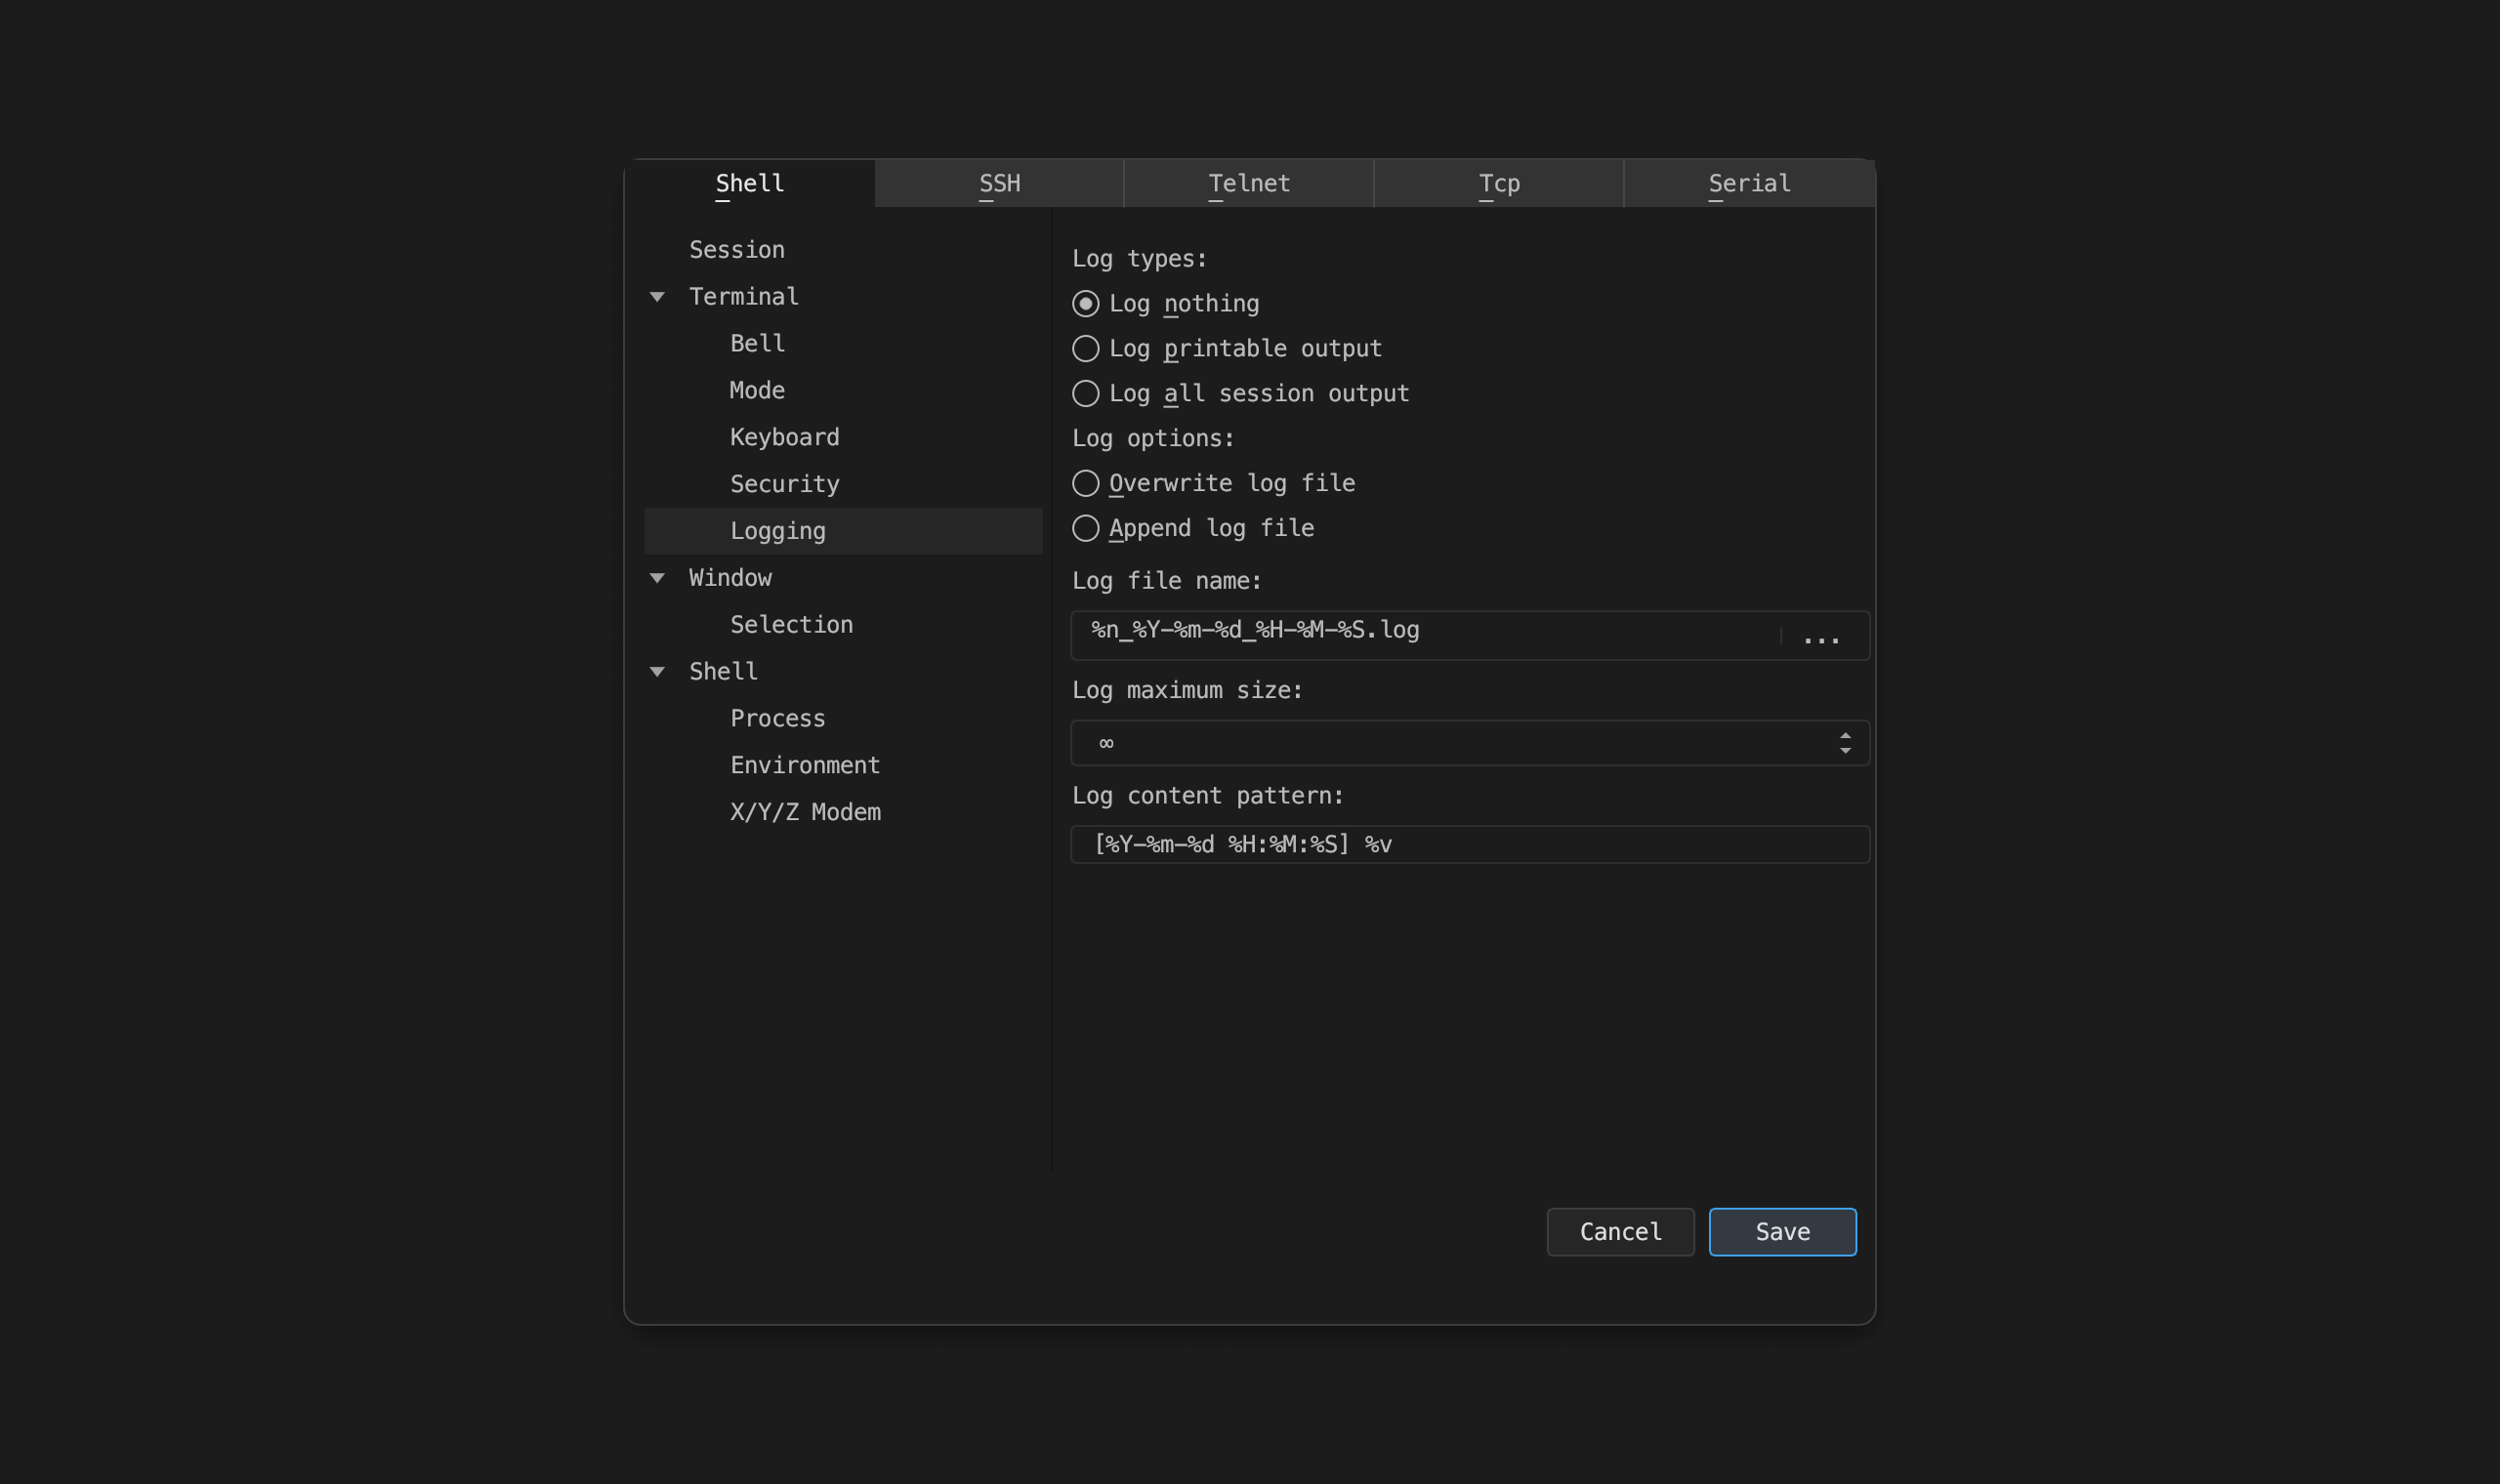 Shell SSH Telnet Tcp Serial
Session
Terminal
Bell
Mode
Keyboard
Security
Logging
Window
Selection
Shell
Process
Environment
X/Y/Z Modem
Log types:
Log nothing
Log printable output
Log all session output
Log options:
Overwrite log file
Append log file
Log file name:
%n_%Y-%m-%d_%H-%M-%S.log ...
Log maximum size:
∞
Log content pattern:
[%Y-%m-%d %H:%M:%S] %v
Cancel Save